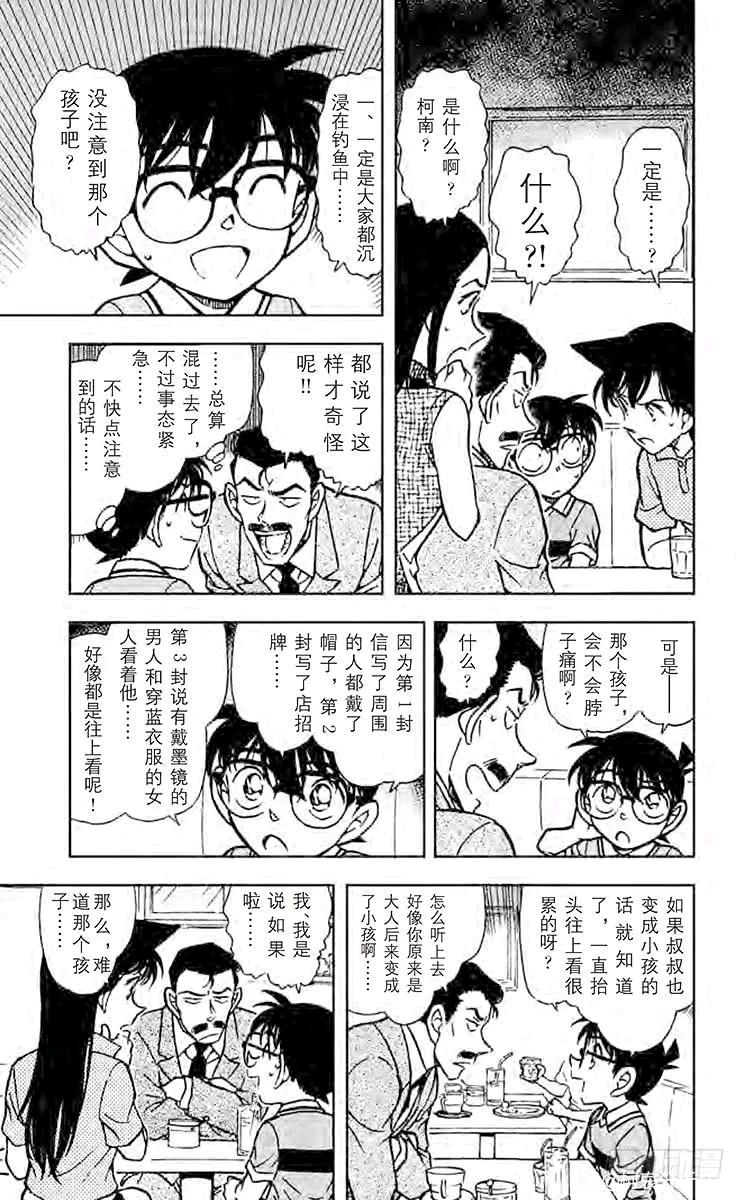 一定是……？
什么?!
是什么啊？
柯南？
一、一定是大家都沉
浸在钓鱼中……
没注意到那个
孩子吧？
都说了这
样才奇怪
呢!!
……总算
混过去了，
不过事态紧
急……
不快点注意
到的话……
可是——
那个孩子，
会不会脖
子痛啊？
什么？
因为第1封
信写了周围
的人都戴了
帽子，第2
封写了店招
牌……
第3封说有戴墨镜的
男人和穿蓝衣服的女
人看着他……
好像都是往上看呢！
如果叔叔也
变成小孩的
话就知道
了，一直抬
头往上看很
累的呀？
怎么听上去
好像你原来是
大人后来变成
了小孩啊……
我、我是
说如果
啦……
那么，难
道那个孩
子……